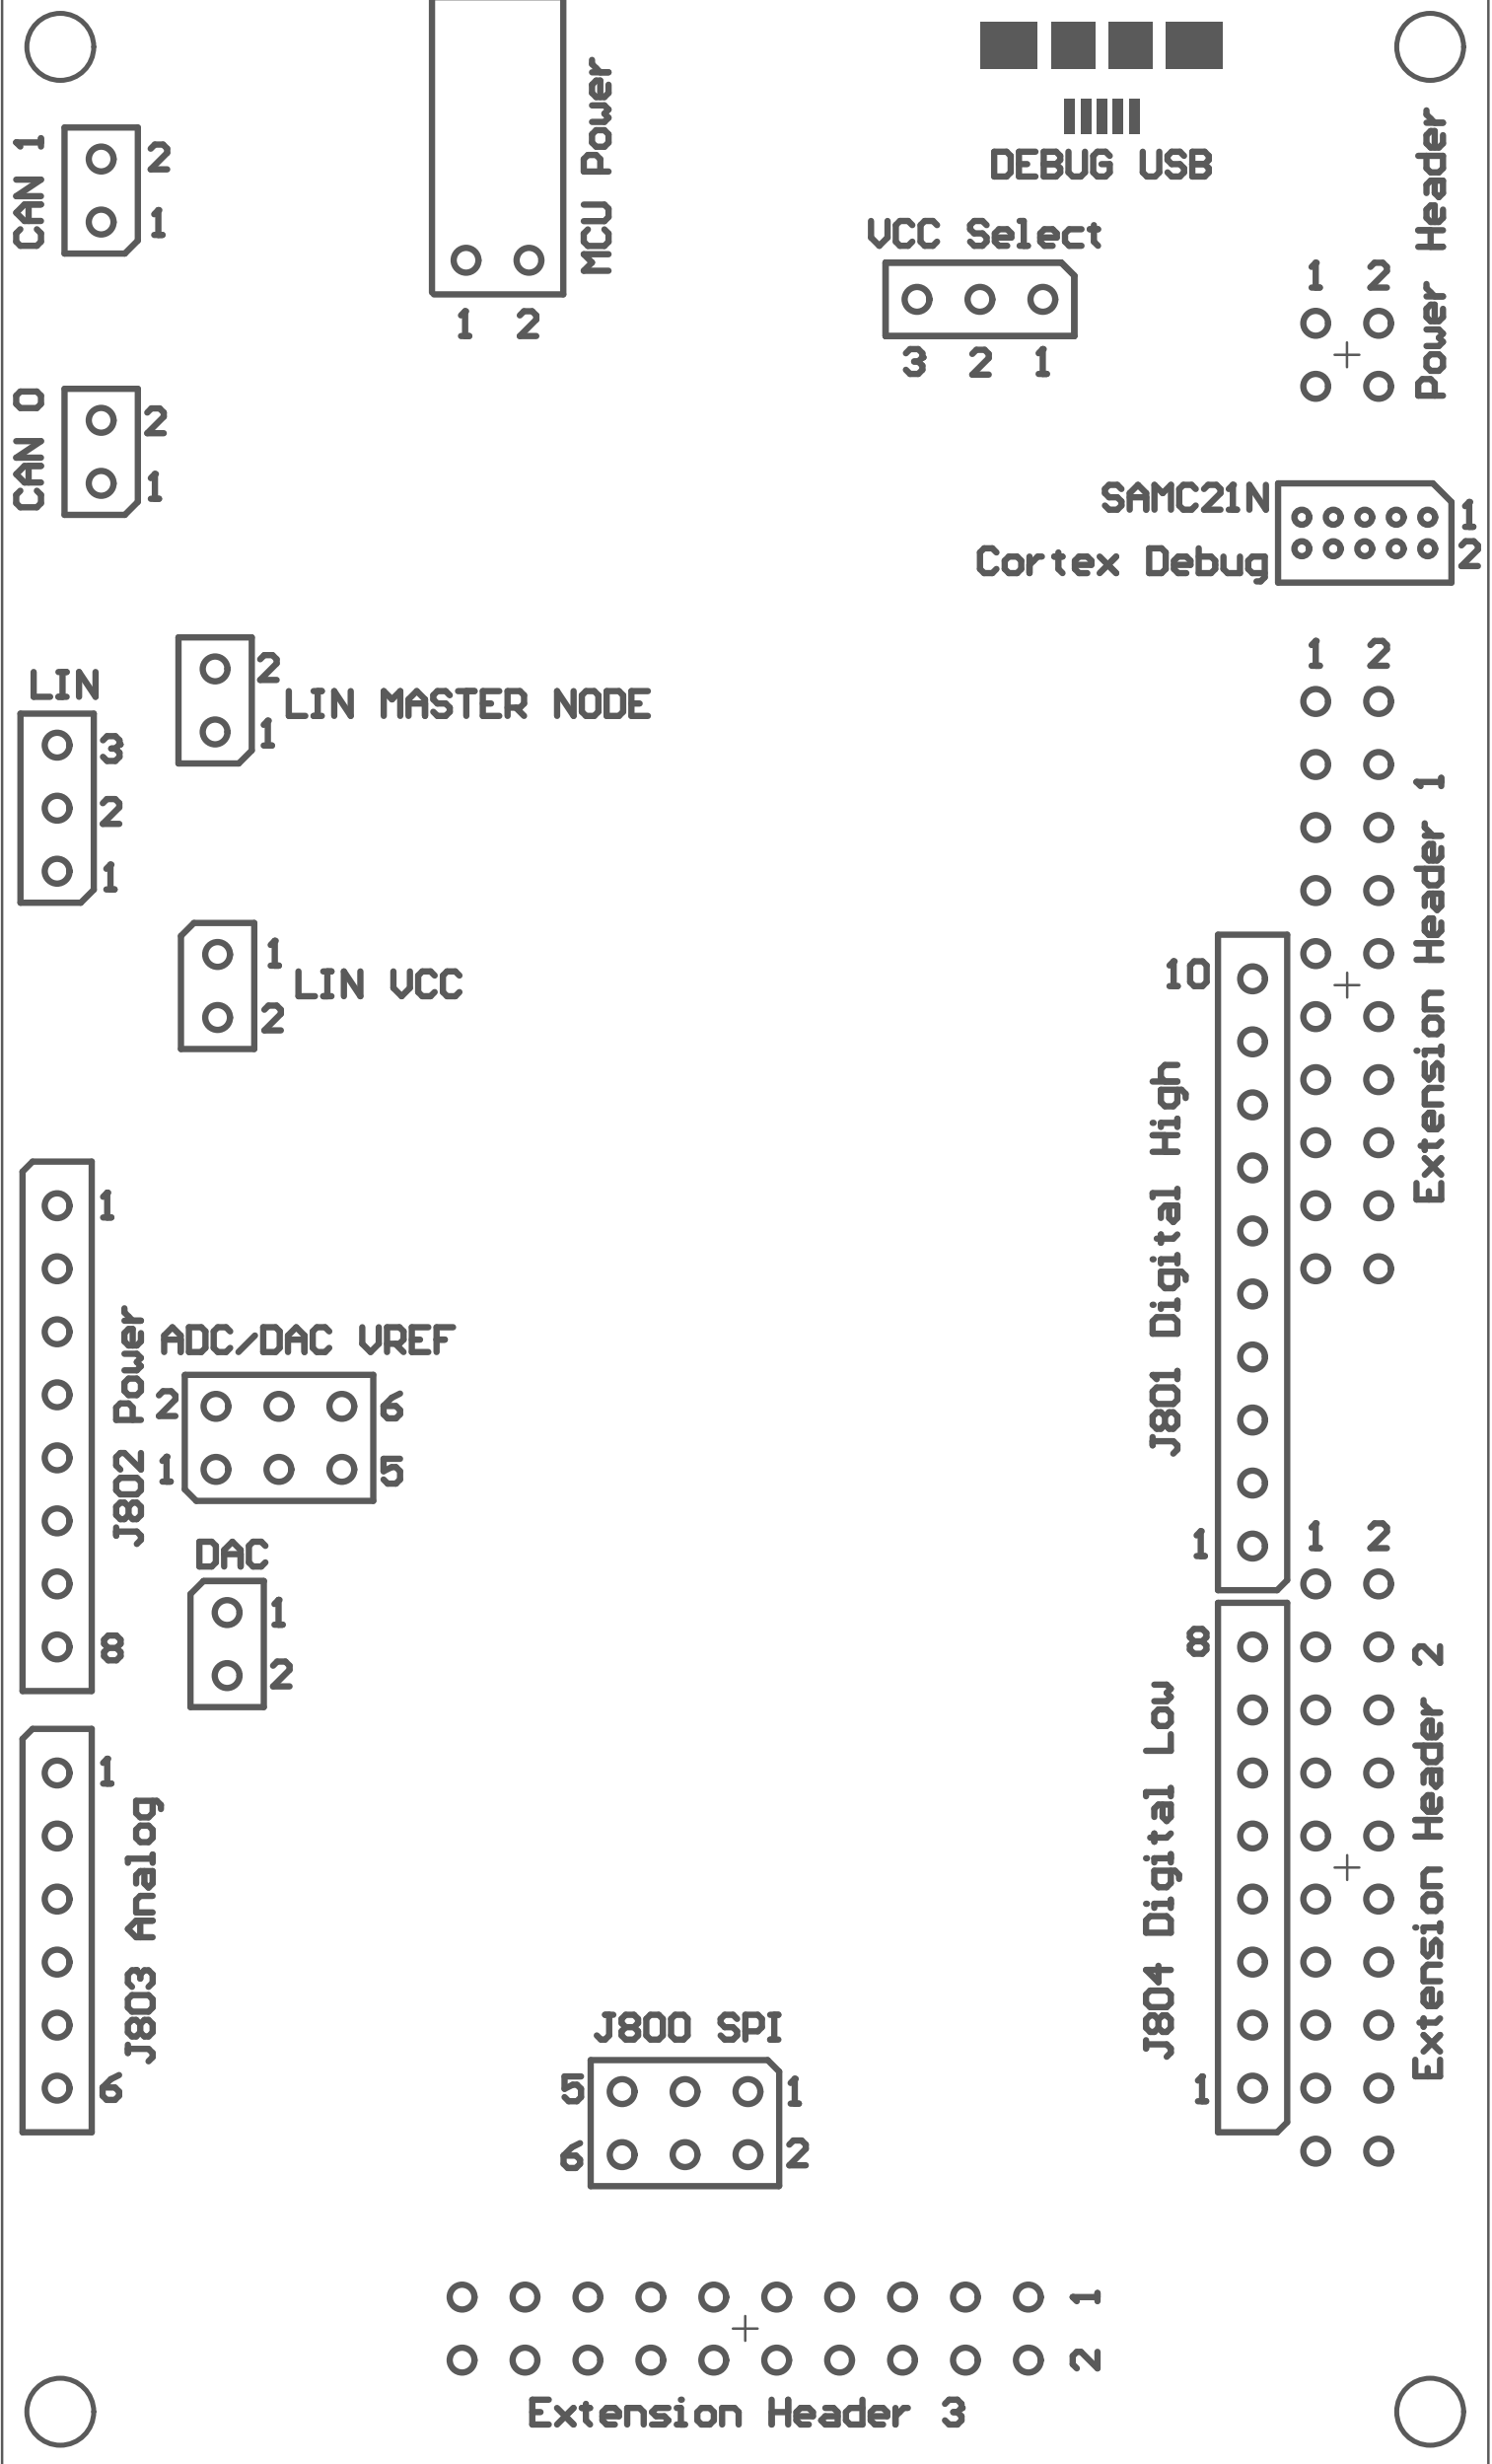 DEBUG USB
MCU Power
1 2
CAN 1
2
1
VCC Select
3 2 1
Power Header
1 2
CAN 0
2
1
SAMC21N
Cortex Debug
1
2
LIN
3
2
1
2
1
LIN MASTER NODE
1
2
LIN VCC
1 2
Extension Header 1
10
J801 Digital High
1
1
J802 Power
8
ADC/DAC VREF
2 6
1 5
DAC
1
2
1 2
Extension Header 2
8
J804 Digital Low
1
1
J803 Analog
6
J800 SPI
5 1
6 2
1
2
Extension Header 3